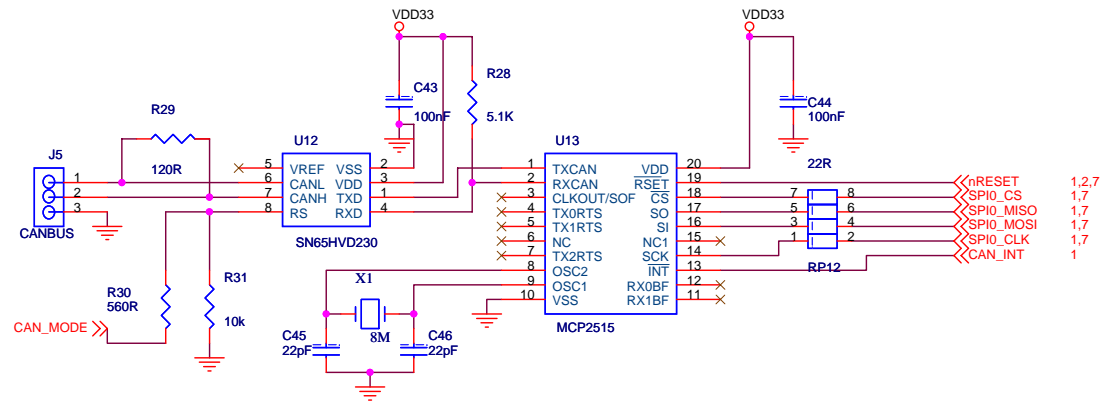 VDD33
VDD33
R28
C43
100nF
5.1K
C44
100nF
R29
120R
J5
1
2
3
CANBUS
U12
5 VREF VSS 2
6 CANL VDD 3
7 CANH TXD 1
8 RS RXD 4
SN65HVD230
U13
1 TXCAN VDD 20
2 RXCAN RSET 19
3 CLKOUT/SOF CS 18
4 TX0RTS SO 17
5 TX1RTS SI 16
6 NC NC1 15
7 TX2RTS SCK 14
8 OSC2 INT 13
9 OSC1 RX0BF 12
10 VSS RX1BF 11
MCP2515
22R
7 8
5 6
3 4
1 2
RP12
nRESET 1,2,7
SPI0_CS 1,7
SPI0_MISO 1,7
SPI0_MOSI 1,7
SPI0_CLK 1,7
CAN_INT 1
R30
560R
R31
10k
CAN_MODE
X1
8M
C45
22pF
C46
22pF